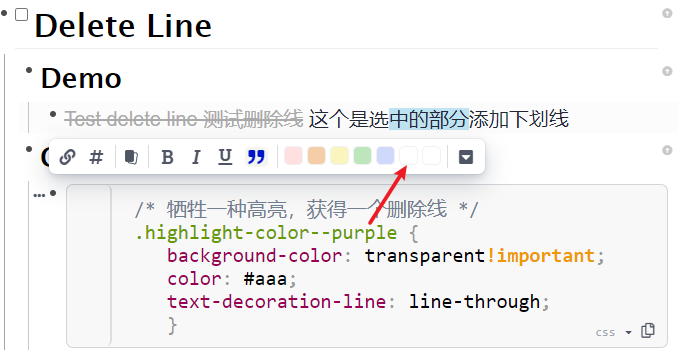 Delete Line
Demo
Test delete line 测试删除线 这个是选中的部分添加下划线
# B I U
/* 牺牲一种高亮，获得一个删除线 */
.highlight-color--purple {
background-color: transparent!important;
color: #aaa;
text-decoration-line: line-through;
}
css